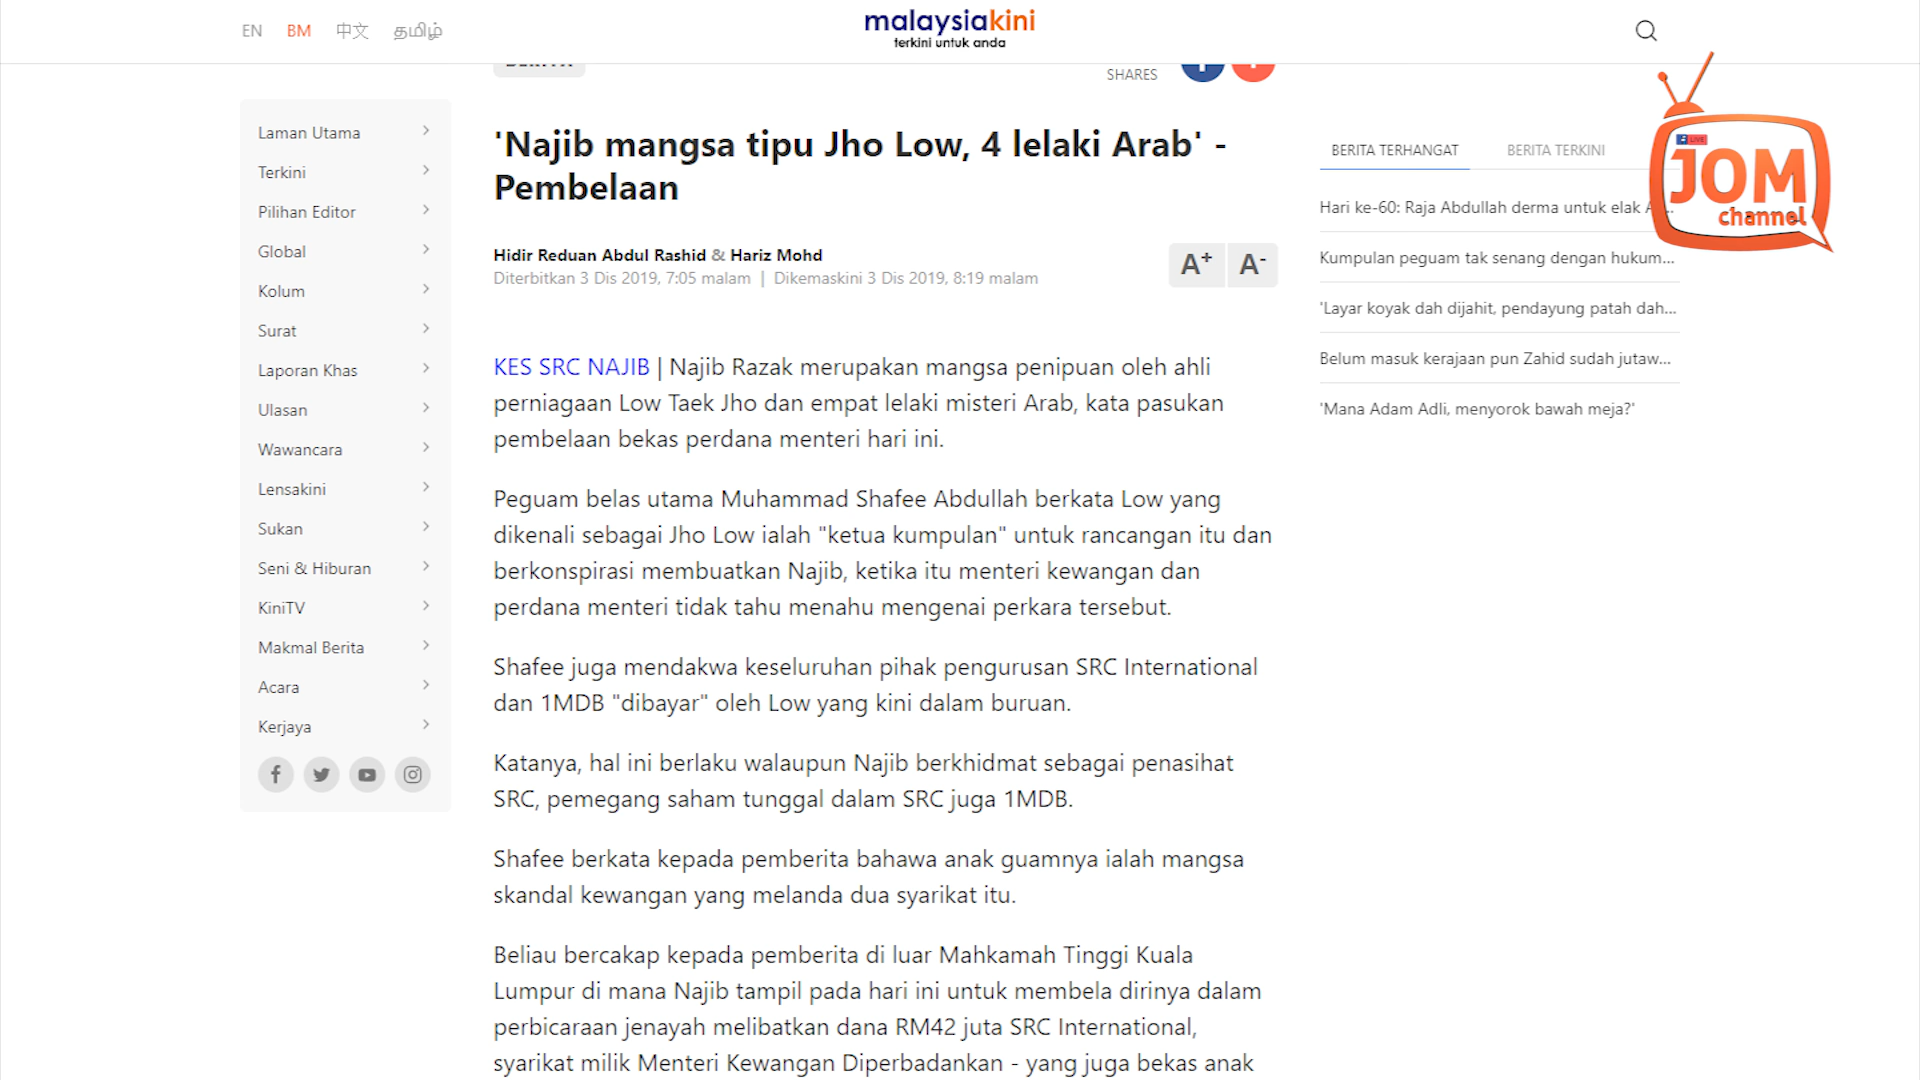 EN BM 中文 தமிழ்
malaysiakini
terkini untuk anda
SHARES
Laman Utama
Terkini
Pilihan Editor
Global
Kolum
Surat
Laporan Khas
Ulasan
Wawancara
Lensakini
Sukan
Seni & Hiburan
KiniTV
Makmal Berita
Acara
Kerjaya
'Najib mangsa tipu Jho Low, 4 lelaki Arab' -
Pembelaan
Hidir Reduan Abdul Rashid & Hariz Mohd
Diterbitkan 3 Dis 2019, 7:05 malam | Dikemaskini 3 Dis 2019, 8:19 malam
A+ A-
KES SRC NAJIB | Najib Razak merupakan mangsa penipuan oleh ahli
perniagaan Low Taek Jho dan empat lelaki misteri Arab, kata pasukan
pembelaan bekas perdana menteri hari ini.
Peguam belas utama Muhammad Shafee Abdullah berkata Low yang
dikenali sebagai Jho Low ialah "ketua kumpulan" untuk rancangan itu dan
berkonspirasi membuatkan Najib, ketika itu menteri kewangan dan
perdana menteri tidak tahu menahu mengenai perkara tersebut.
Shafee juga mendakwa keseluruhan pihak pengurusan SRC International
dan 1MDB "dibayar" oleh Low yang kini dalam buruan.
Katanya, hal ini berlaku walaupun Najib berkhidmat sebagai penasihat
SRC, pemegang saham tunggal dalam SRC juga 1MDB.
Shafee berkata kepada pemberita bahawa anak guamnya ialah mangsa
skandal kewangan yang melanda dua syarikat itu.
Beliau bercakap kepada pemberita di luar Mahkamah Tinggi Kuala
Lumpur di mana Najib tampil pada hari ini untuk membela dirinya dalam
perbicaraan jenayah melibatkan dana RM42 juta SRC International,
syarikat milik Menteri Kewangan Diperbadankan - yang juga bekas anak
BERITA TERHANGAT BERITA TERKINI
Hari ke-60: Raja Abdullah derma untuk elak
Kumpulan peguam tak senang dengan hukum...
'Layar koyak dah dijahit, pendayung patah dah...
Belum masuk kerajaan pun Zahid sudah jutaw...
'Mana Adam Adli, menyorok bawah meja?'
LIVE
JOM
channel